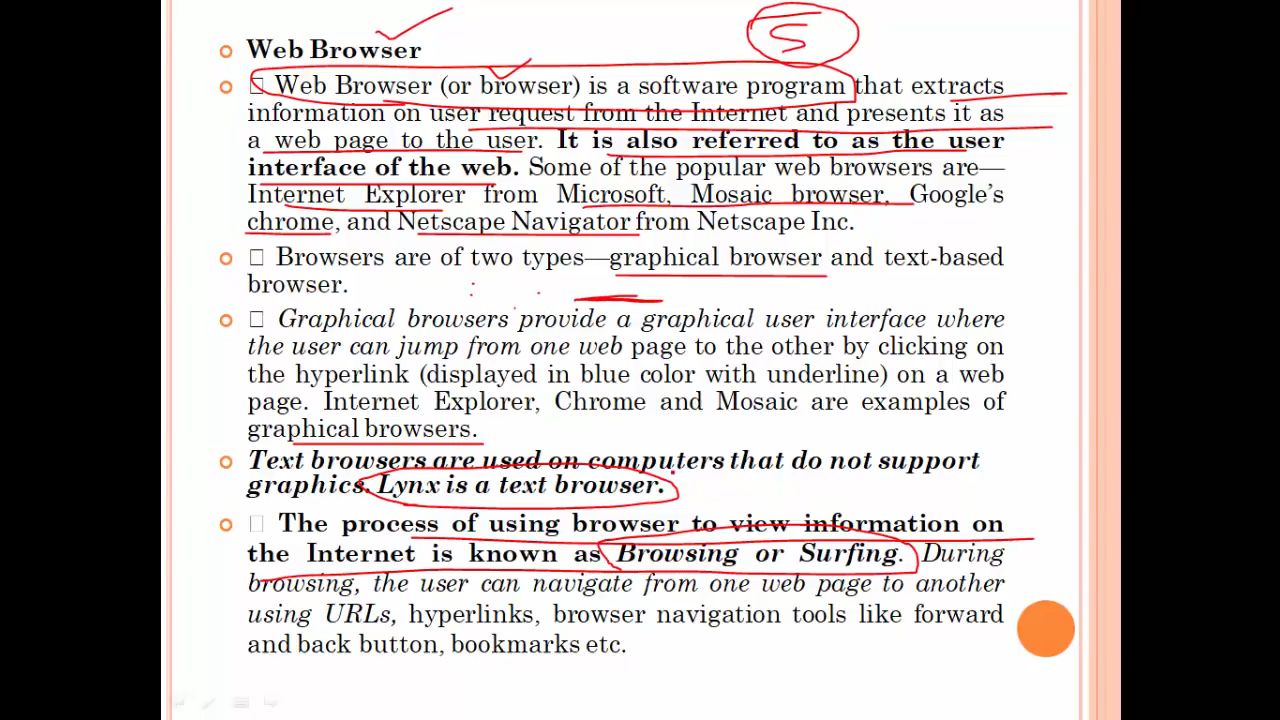 5
Web Browser
Web Browser (or browser) is a software program that extracts
information on user request from the Internet and presents it as
a web page to the user. It is also referred to as the user
interface of the web. Some of the popular web browsers are—
Internet Explorer from Microsoft, Mosaic browser, Google's
chrome, and Netscape Navigator from Netscape Inc.
Browsers are of two types—graphical browser and text-based
browser.
Graphical browsers provide a graphical user interface where
the user can jump from one web page to the other by clicking on
the hyperlink (displayed in blue color with underline) on a web
page. Internet Explorer, Chrome and Mosaic are examples of
graphical browsers.
Text browsers are used on computers that do not support
graphics. Lynx is a text browser.
The process of using browser to view information on
the Internet is known as Browsing or Surfing. During
browsing, the user can navigate from one web page to another
using URLs, hyperlinks, browser navigation tools like forward
and back button, bookmarks etc.